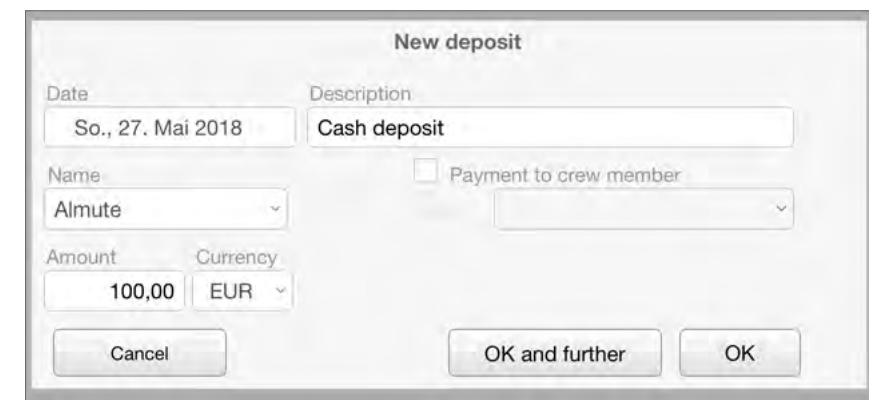 New deposit
Date Description
So., 27. Mai 2018 Cash deposit
Name Payment to crew member
Almute
Amount Currency
100,00 EUR
Cancel OK and further OK